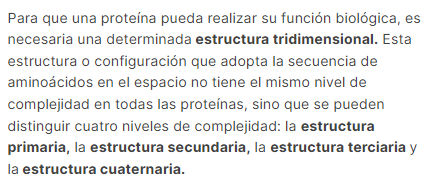 Para que una proteína pueda realizar su función biológica, es
necesaria una determinada estructura tridimensional. Esta
estructura o configuración que adopta la secuencia de
aminoácidos en el espacio no tiene el mismo nivel de
complejidad en todas las proteínas, sino que se pueden
distinguir cuatro niveles de complejidad: la estructura
primaria, la estructura secundaria, la estructura terciaria y
la estructura cuaternaria.